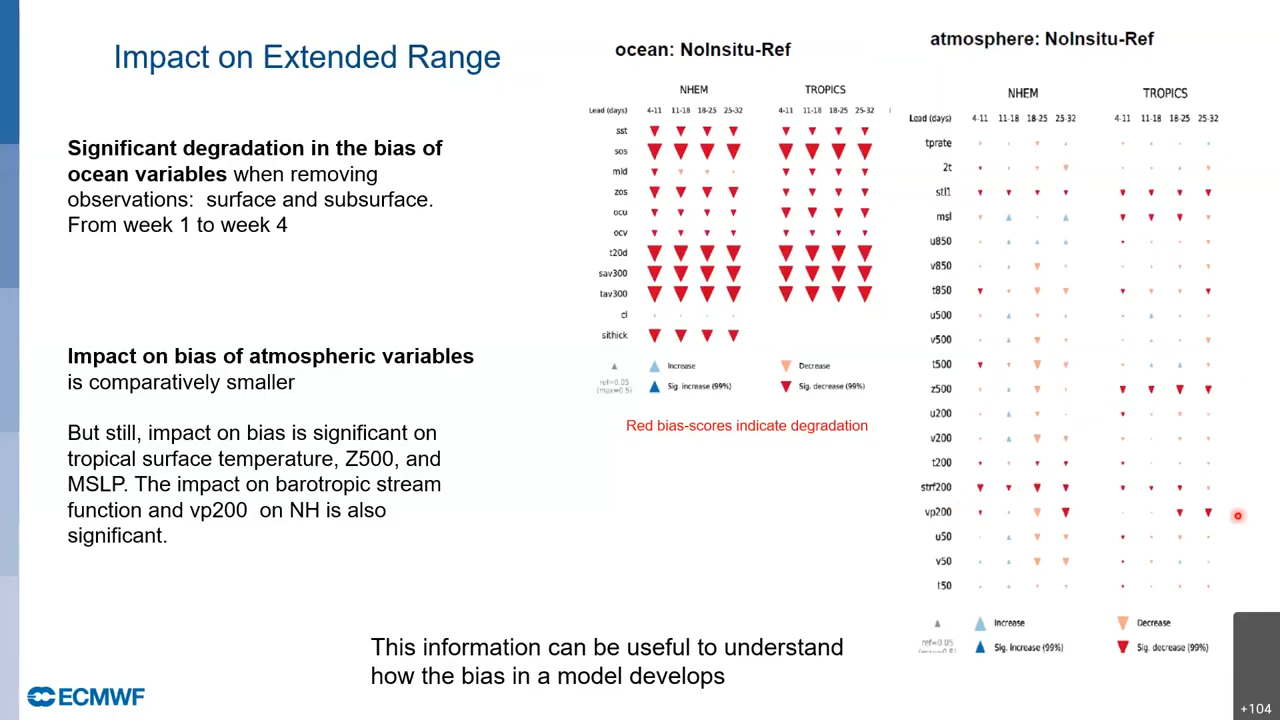 Impact on Extended Range
Significant degradation in the bias of
ocean variables when removing
observations: surface and subsurface.
From week 1 to week 4
Impact on bias of atmospheric variables
is comparatively smaller
But still, impact on bias is significant on
tropical surface temperature, Z500, and
MSLP. The impact on barotropic stream
function and vp200 on NH is also
significant.
ocean: NoInsitu-Ref
NHEM TROPICS
Lead (days) 4-11 11-18 18-25 25-32 4-11 11-18 18-25 25-32
sst
sos
mld
zos
ocu
ocv
t20d
sav300
tav300
ci
sithick
ref=0.05
(max=0.5)
Increase Decrease
Sig. increase (99%) Sig. decrease (99%)
Red bias-scores indicate degradation
atmosphere: NoInsitu-Ref
NHEM TROPICS
Lead (days) 4-11 11-18 18-25 25-32 4-11 11-18 18-25 25-32
tprate
2t
stl1
msl
u850
v850
t850
u500
v500
t500
z500
u200
v200
t200
strf200
vp200
u50
v50
t50
ref=0.05
Increase Decrease
Sig. increase (99%) Sig. decrease (99%)
This information can be useful to understand
how the bias in a model develops
ECMWF
+104